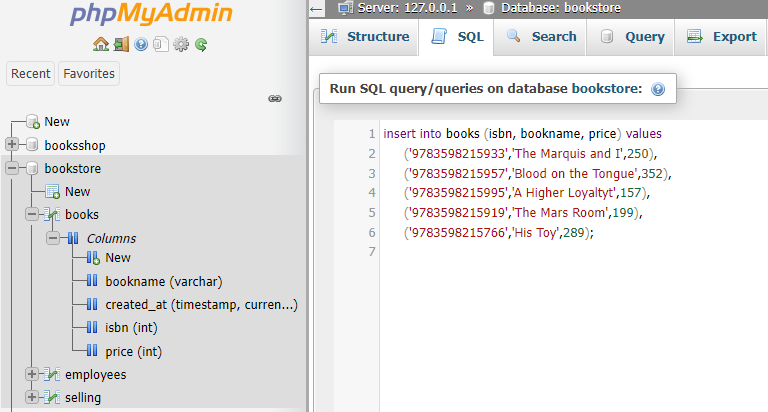 phpMyAdmin
Recent Favorites
New
booksshop
bookstore
New
books
Columns
New
bookname (varchar)
created_at (timestamp, curren...)
isbn (int)
price (int)
employees
selling
Server: 127.0.0.1 » Database: bookstore
Structure SQL Search Query Export
Run SQL query/queries on database bookstore:
1 insert into books (isbn, bookname, price) values
2 ('9783598215933','The Marquis and I',250),
3 ('9783598215957','Blood on the Tongue',352),
4 ('9783598215995','A Higher Loyaltyt',157),
5 ('9783598215919','The Mars Room',199),
6 ('9783598215766','His Toy',289);
7